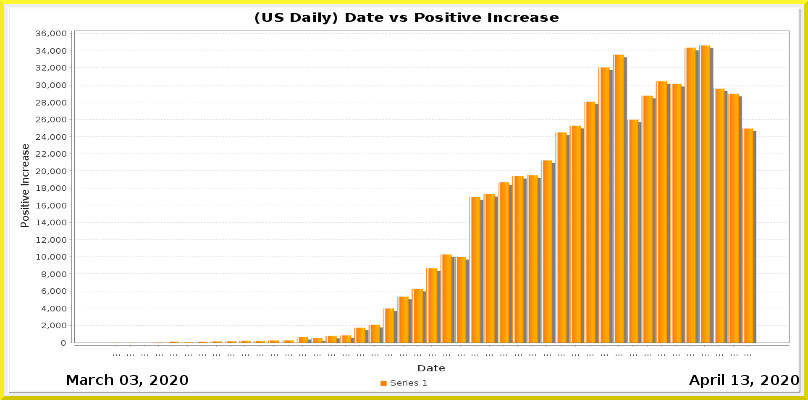 (US Daily) Date vs Positive Increase
36,000
34,000
32,000
30,000
28,000
26,000
24,000
22,000
20,000
18,000
16,000
14,000
12,000
10,000
8,000
6,000
4,000
2,000
0
Positive Increase
... ... ... ... ... ... ... ... ... ... ... ... ... ... ... ... ... ... ... ... ... ...
Date
March 03, 2020
Series 1
April 13, 2020